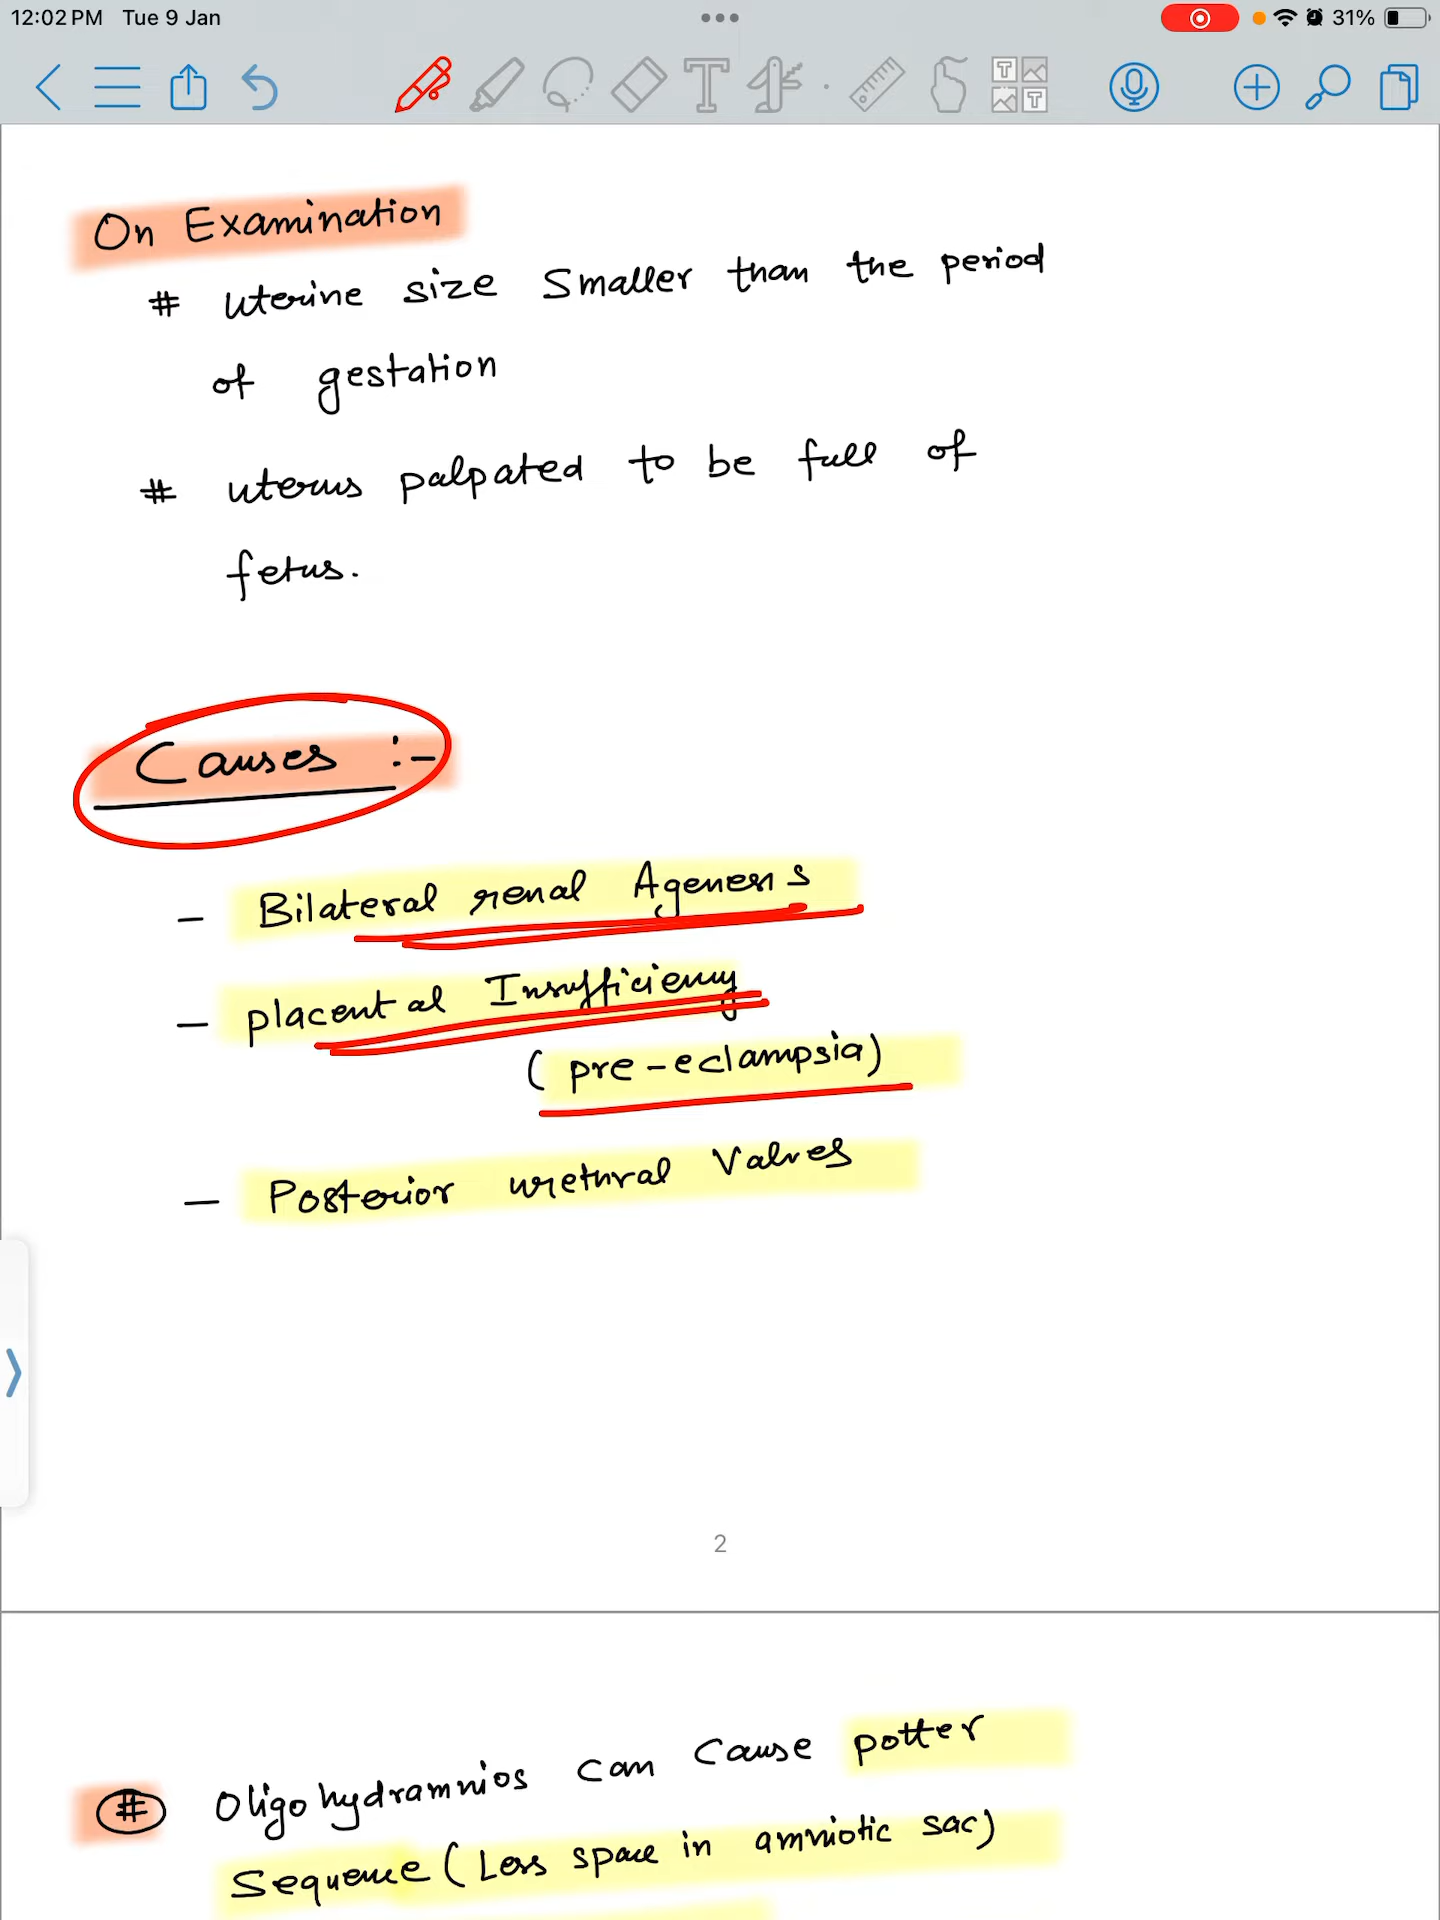 12:02 PM Tue 9 Jan
31%
On Examination
# uterine size smaller than the period
of gestation
# uterus palpated to be full of
fetus.
Causes :-
- Bilateral renal Agenesis
- placental Insufficiency
(pre-eclampsia)
- Posterior urethral Valves
2
# Oligohydramnios can cause potter
Sequence (Less space in amniotic sac)